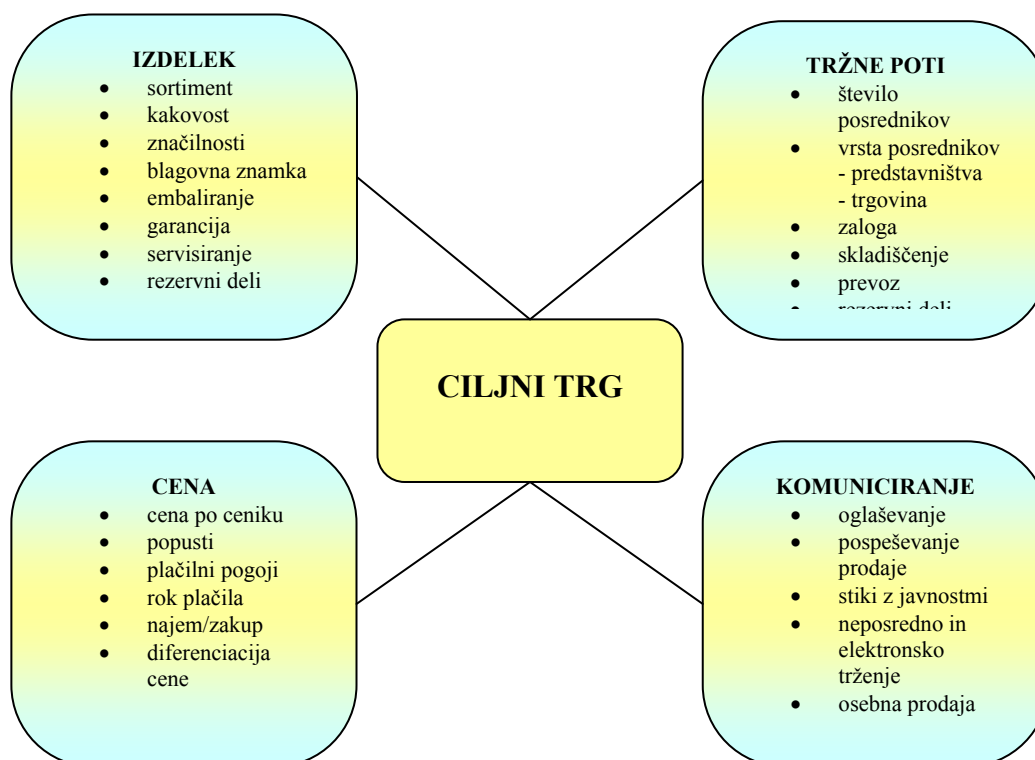 IZDELEK
• sortiment
• kakovost
• značilnosti
• blagovna znamka
• embaliranje
• garancija
• servisiranje
• rezervni deli
TRŽNE POTI
• število
posrednikov
• vrsta posrednikov
- predstavništva
- trgovina
• zaloga
• skladiščenje
• prevoz
• rezervni deli
CILJNI TRG
CENA
• cena po ceniku
• popusti
• plačilni pogoji
• rok plačila
• najem/zakup
• diferenciacija
cene
KOMUNICIRANJE
• oglaševanje
• pospeševanje
prodaje
• stiki z javnostmi
• neposredno in
elektronsko
trženje
• osebna prodaja